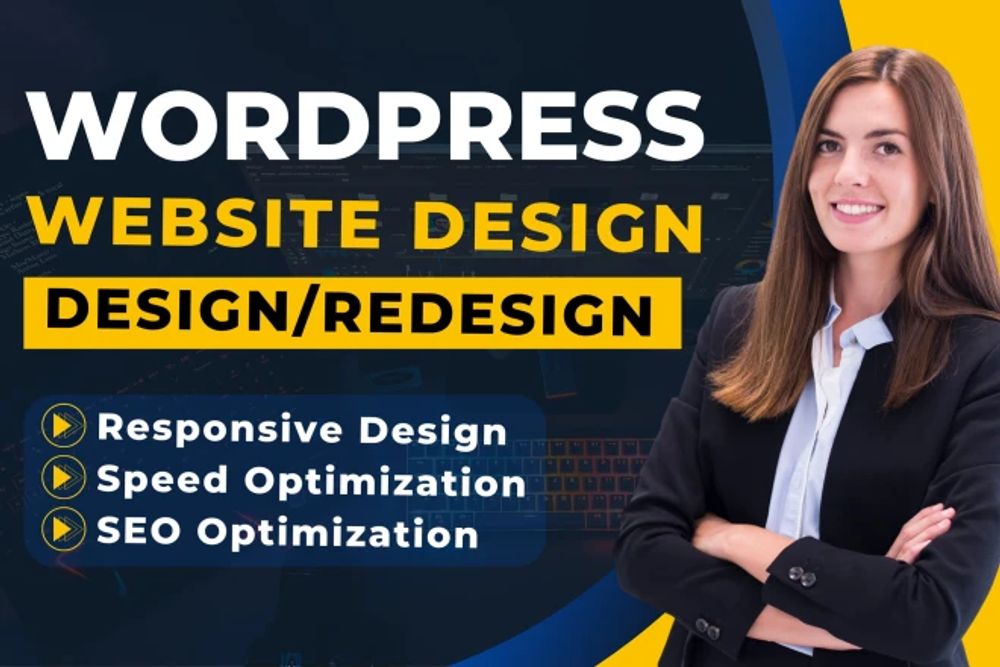 WORDPRESS
WEBSITE DESIGN
DESIGN/REDESIGN
Responsive Design
Speed Optimization
SEO Optimization